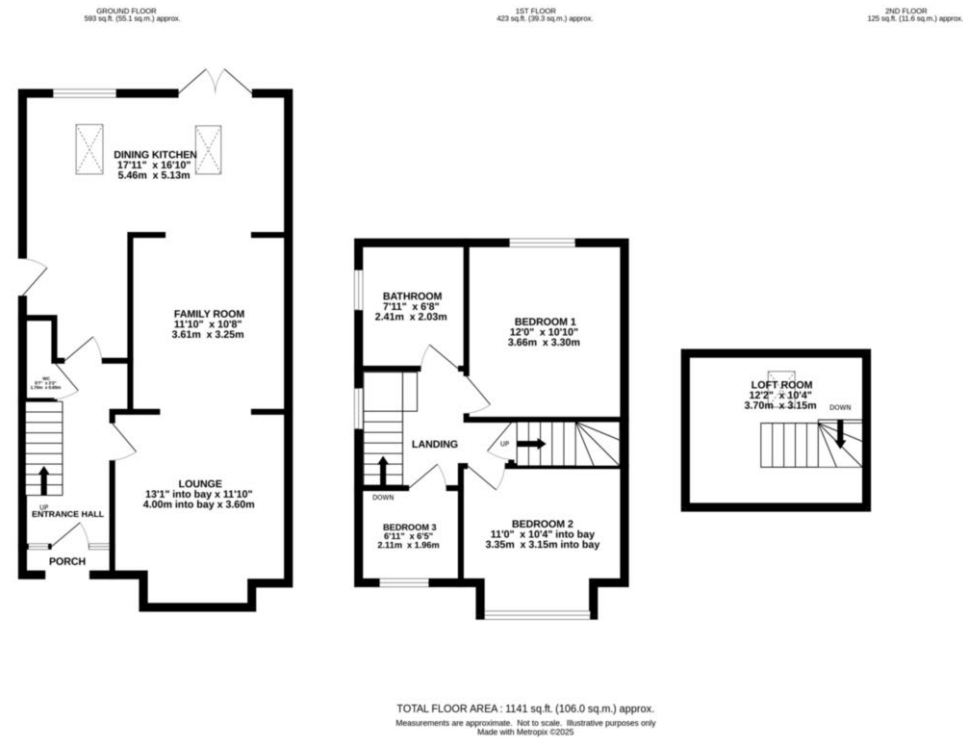 GROUND FLOOR
593 sq.ft. (55.1 sq.m.) approx.
1ST FLOOR
423 sq.ft. (39.3 sq.m.) approx.
2ND FLOOR
125 sq.ft. (11.6 sq.m.) approx.
DINING KITCHEN
17'11" x 16'10"
5.46m x 5.13m
FAMILY ROOM
11'10" x 10'8"
3.61m x 3.25m
WC
LOUNGE
13'1" into bay x 11'10"
4.00m into bay x 3.60m
UP
ENTRANCE HALL
PORCH
BATHROOM
7'11" x 6'8"
2.41m x 2.03m
BEDROOM 1
12'0" x 10'10"
3.66m x 3.30m
LANDING
UP
DOWN
BEDROOM 3
6'11" x 6'5"
2.11m x 1.96m
BEDROOM 2
11'0" x 10'4" into bay
3.35m x 3.15m into bay
LOFT ROOM
12'2" x 10'4"
3.70m x 3.15m
DOWN
TOTAL FLOOR AREA : 1141 sq.ft. (106.0 sq.m.) approx.
Measurements are approximate. Not to scale. Illustrative purposes only
Made with Metropix ©2025